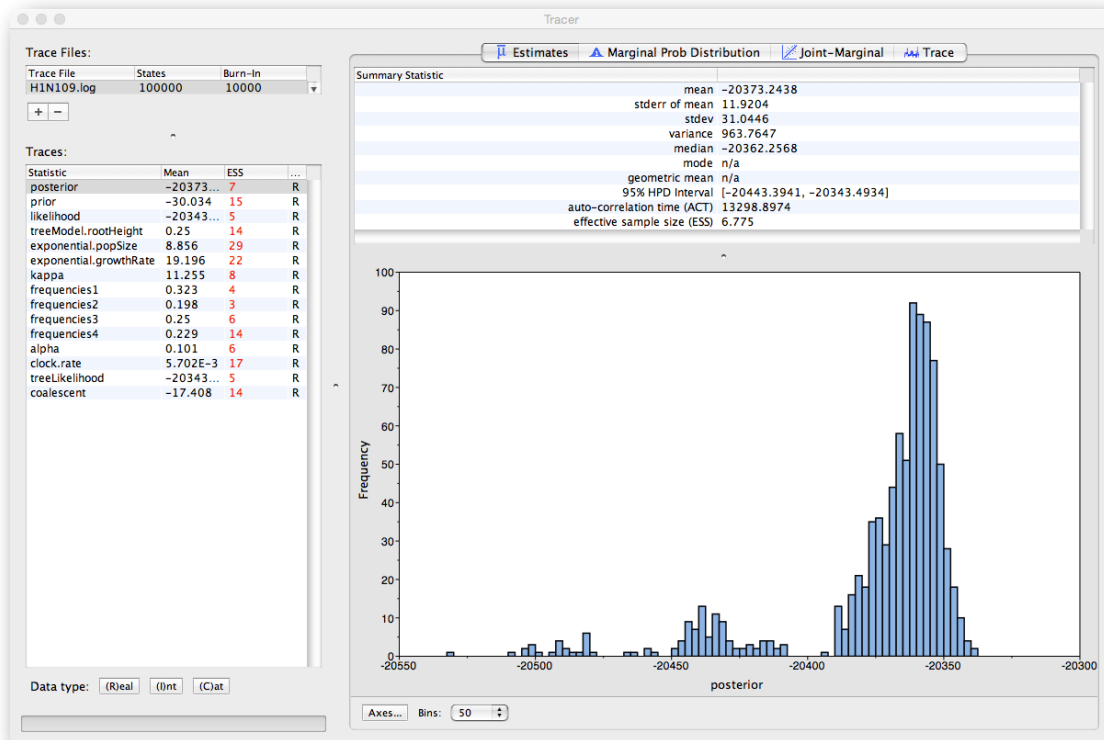 Tracer
Trace Files:
Trace File States Burn-In
H1N109.log 100000 10000
+ −
Traces:
Statistic Mean ESS ...
posterior -20373... 7 R
prior -30.034 15 R
likelihood -20343... 5 R
treeModel.rootHeight 0.25 14 R
exponential.popSize 8.856 29 R
exponential.growthRate 19.196 22 R
kappa 11.255 8 R
frequencies1 0.323 4 R
frequencies2 0.198 3 R
frequencies3 0.25 6 R
frequencies4 0.229 14 R
alpha 0.101 6 R
clock.rate 5.702E-3 17 R
treeLikelihood -20343... 5 R
coalescent -17.408 14 R
Data type: (R)eal (I)nt (C)at
μ Estimates Marginal Prob Distribution Joint-Marginal Trace
Summary Statistic
mean -20373.2438
stderr of mean 11.9204
stdev 31.0446
variance 963.7647
median -20362.2568
mode n/a
geometric mean n/a
95% HPD Interval [-20443.3941, -20343.4934]
auto-correlation time (ACT) 13298.8974
effective sample size (ESS) 6.775
100
90
80
70
60
50
40
30
20
10
0
Frequency
-20550 -20500 -20450 -20400 -20350 -20300
posterior
Axes... Bins: 50